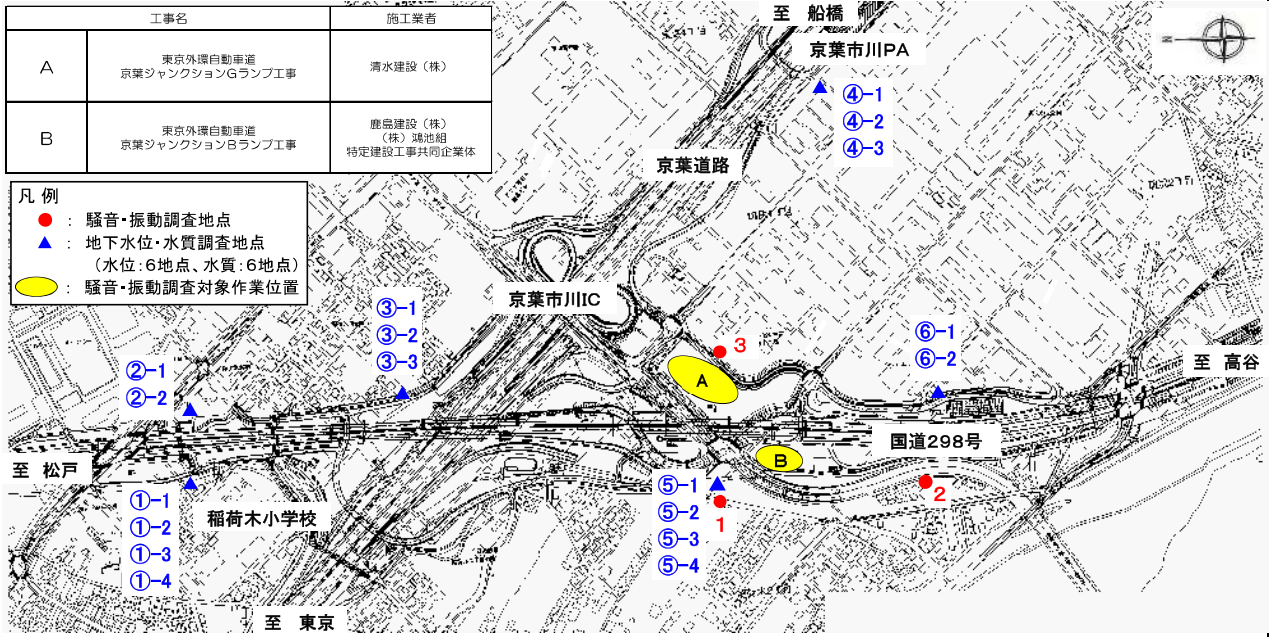 工事名 施工業者
A 東京外環自動車道 京葉ジャンクションGランプ工事 清水建設（株）
B 東京外環自動車道 京葉ジャンクションBランプ工事 鹿島建設（株） （株）鴻池組 特定建設工事共同企業体
凡 例
● : 騒音・振動調査地点
▲ : 地下水位・水質調査地点
（水位：6地点、水質：6地点）
: 騒音・振動調査対象作業位置
至 船橋
京葉市川PA
N
④-1
④-2
④-3
京葉道路
京葉市川IC
③-1
③-2
③-3
3
A
⑥-1
⑥-2
至 高谷
②-1
②-2
国道298号
B
至 松戸
①-1
①-2
①-3
①-4
稲荷木小学校
⑤-1
⑤-2
⑤-3
⑤-4
1
2
至 東京